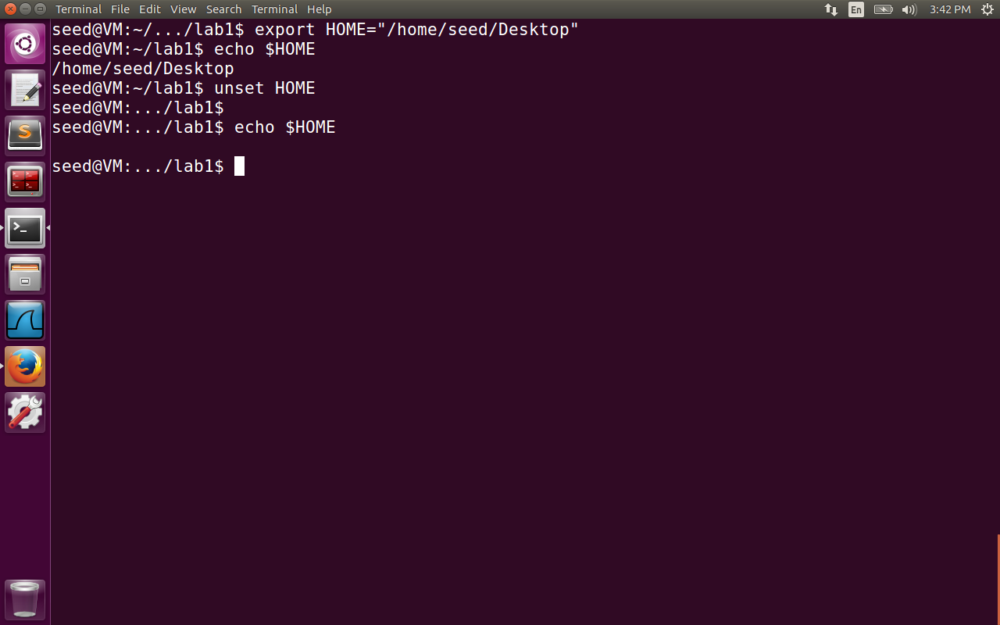 Terminal File Edit View Search Terminal Help En 3:42 PM
seed@VM:~/.../lab1$ export HOME="/home/seed/Desktop"
seed@VM:~/lab1$ echo $HOME
/home/seed/Desktop
seed@VM:~/lab1$ unset HOME
seed@VM:.../lab1$
seed@VM:.../lab1$ echo $HOME
seed@VM:.../lab1$